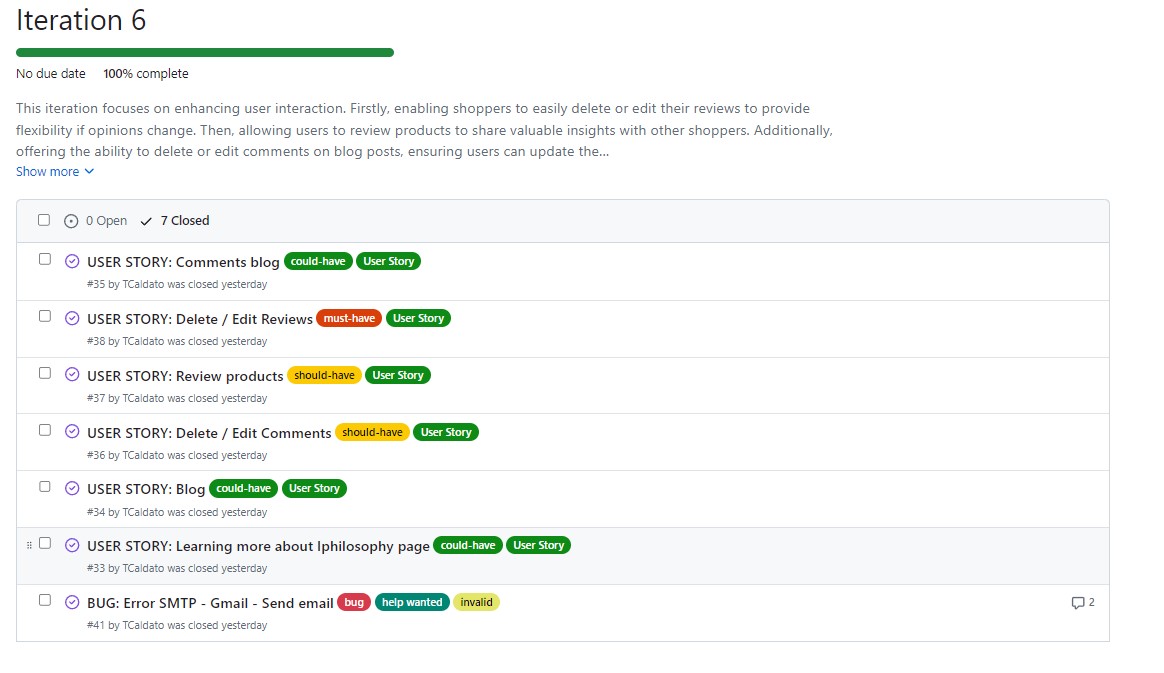 Iteration 6
No due date 100% complete
This iteration focuses on enhancing user interaction. Firstly, enabling shoppers to easily delete or edit their reviews to provide
flexibility if opinions change. Then, allowing users to review products to share valuable insights with other shoppers. Additionally,
offering the ability to delete or edit comments on blog posts, ensuring users can update the...
Show more
0 Open 7 Closed
USER STORY: Comments blog could-have User Story
#35 by TCaldato was closed yesterday
USER STORY: Delete / Edit Reviews must-have User Story
#38 by TCaldato was closed yesterday
USER STORY: Review products should-have User Story
#37 by TCaldato was closed yesterday
USER STORY: Delete / Edit Comments should-have User Story
#36 by TCaldato was closed yesterday
USER STORY: Blog could-have User Story
#34 by TCaldato was closed yesterday
USER STORY: Learning more about Iphilosophy page could-have User Story
#33 by TCaldato was closed yesterday
BUG: Error SMTP - Gmail - Send email bug help wanted invalid 2
#41 by TCaldato was closed yesterday